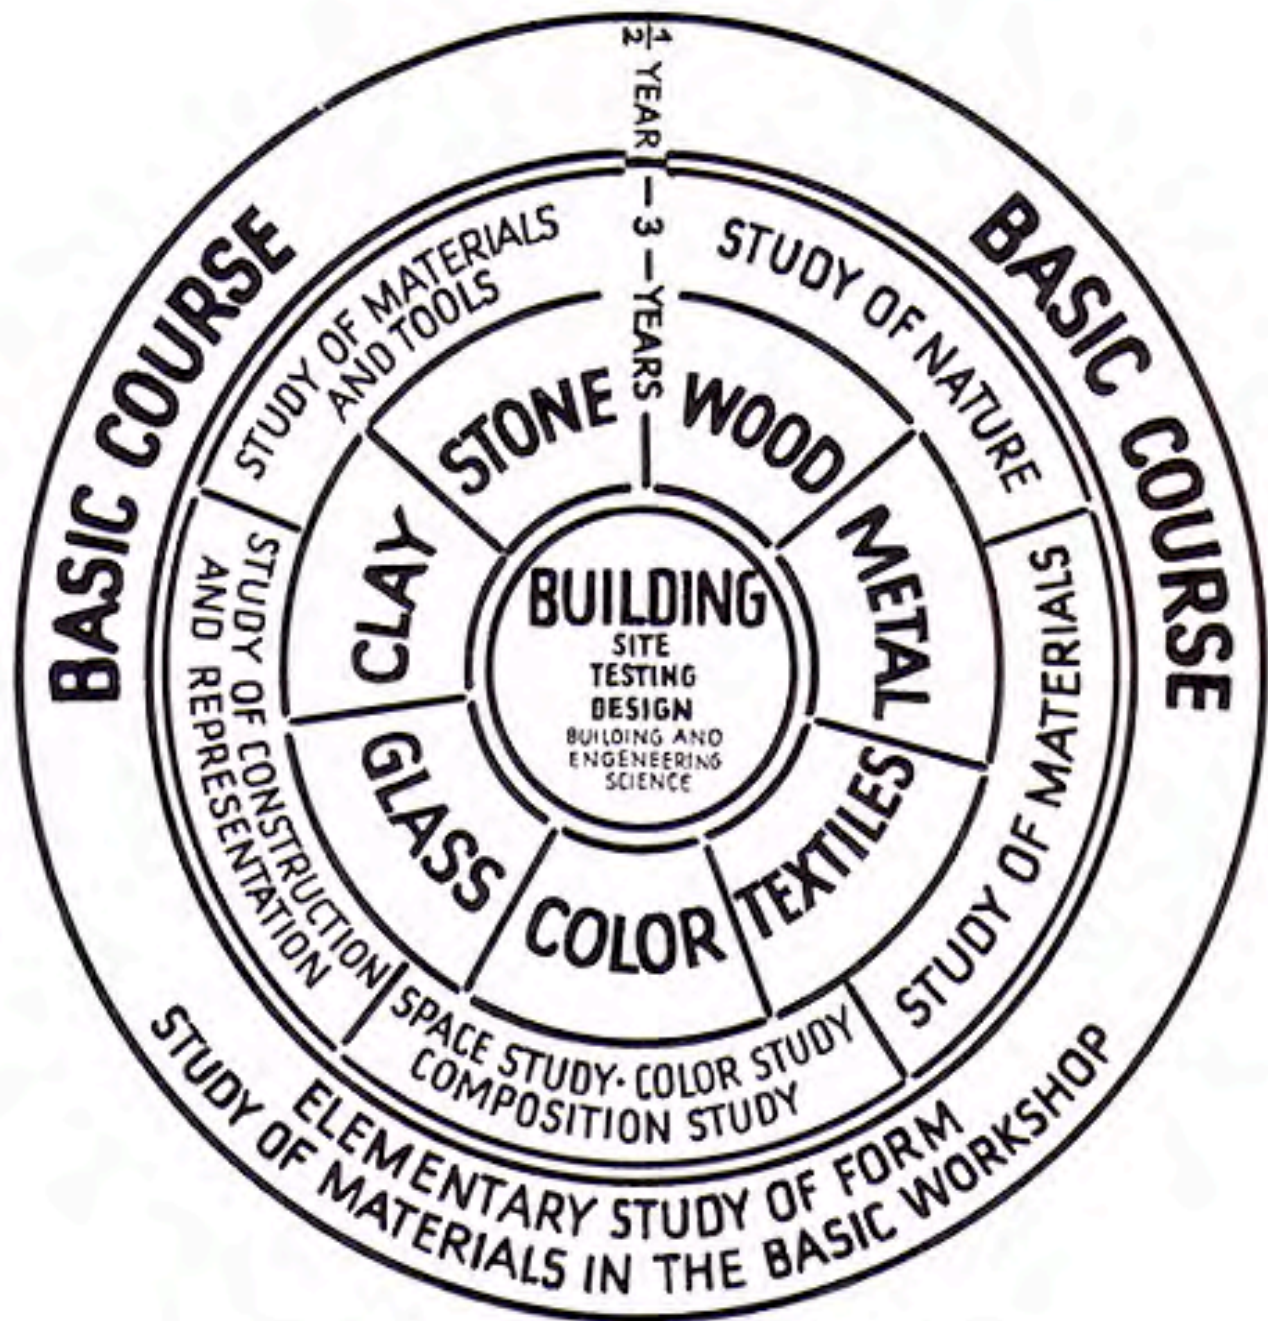 1/2 YEAR
3 YEARS
BASIC COURSE
BASIC COURSE
ELEMENTARY STUDY OF FORM
STUDY OF MATERIALS IN THE BASIC WORKSHOP
STUDY OF NATURE
STUDY OF MATERIALS
SPACE STUDY · COLOR STUDY
COMPOSITION STUDY
STUDY OF CONSTRUCTION
AND REPRESENTATION
STUDY OF MATERIALS
AND TOOLS
WOOD
METAL
TEXTILES
COLOR
GLASS
CLAY
STONE
BUILDING
SITE
TESTING
DESIGN
BUILDING AND
ENGENEERING
SCIENCE